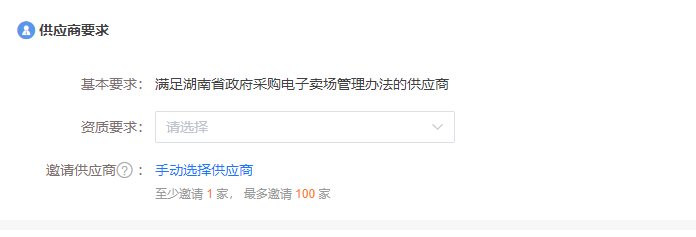 供应商要求
基本要求： 满足湖南省政府采购电子卖场管理办法的供应商
资质要求： 请选择
邀请供应商?： 手动选择供应商
至少邀请 1 家， 最多邀请 100 家